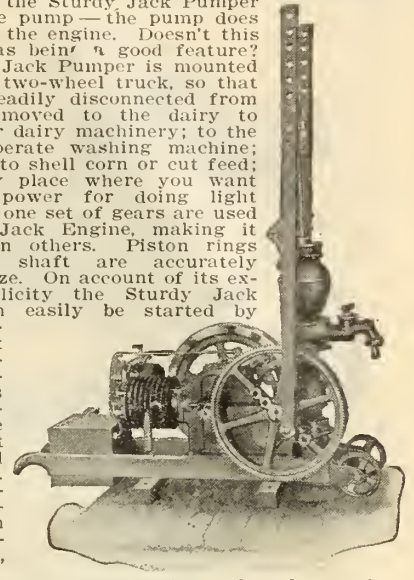 the Sturdy Jack Pumper
e pump — the pump does
the engine. Doesn't this
as being a good feature?
Jack Pumper is mounted
two-wheel truck, so that
eadily disconnected from
moved to the dairy to
r dairy machinery; to the
perate washing machine;
to shell corn or cut feed;
y place where you want
power for doing light
one set of gears are used
Jack Engine, making it
n others. Piston rings
shaft are accurately
ze. On account of its ex-
licity the Sturdy Jack
n easily be started by